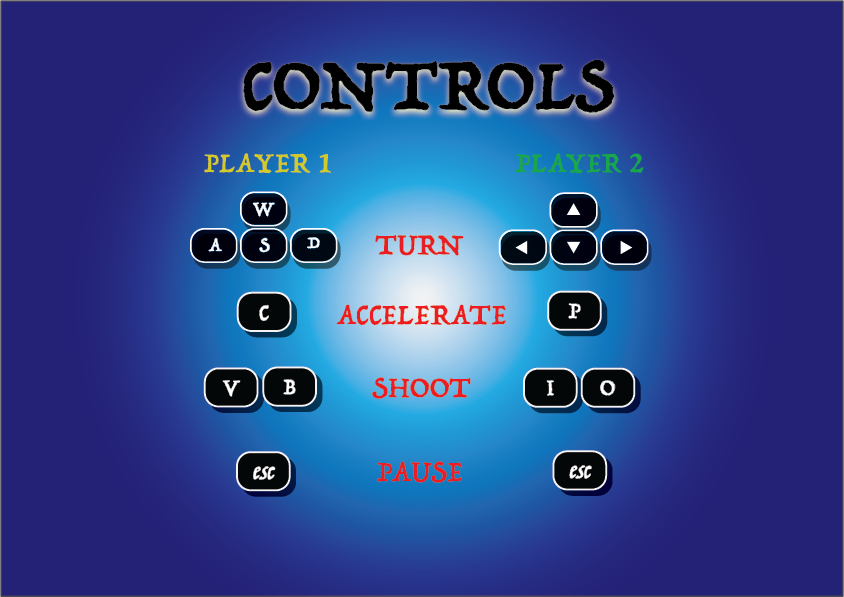 CONTROLS
PLAYER 1 PLAYER 2
W
A S D TURN
C ACCELERATE P
V B SHOOT I O
esc PAUSE esc